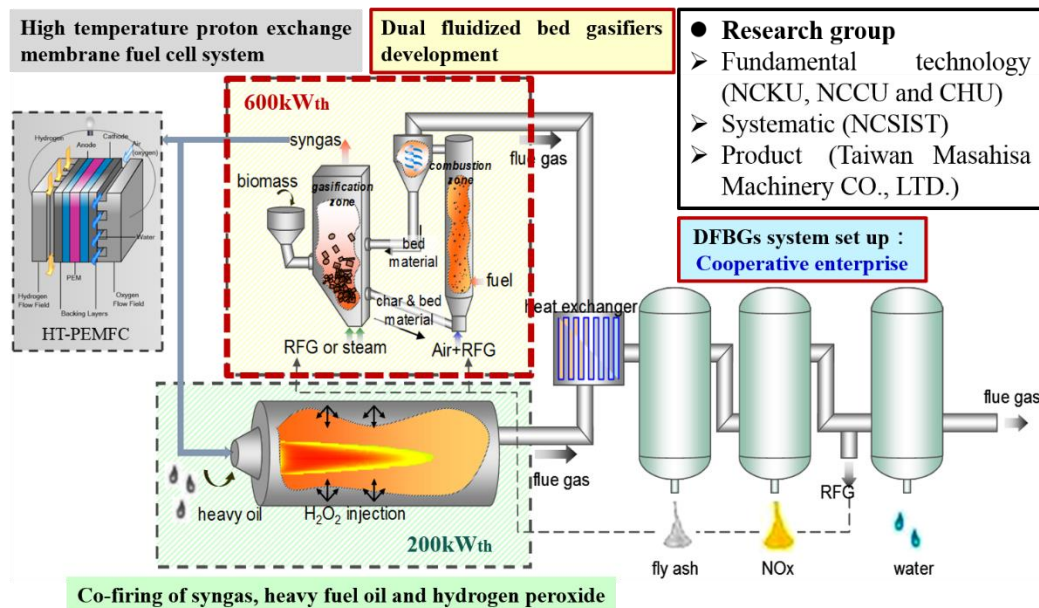 High temperature proton exchange
membrane fuel cell system
Dual fluidized bed gasifiers
development
● Research group
➢ Fundamental technology
(NCKU, NCCU and CHU)
➢ Systematic (NCSIST)
➢ Product (Taiwan Masahisa
Machinery CO., LTD.)
600kWth
syngas
biomass
gasification
zone
combustion
zone
bed
material
fuel
char & bed
material
RFG or steam
Air+RFG
flue gas
Hydrogen
Anode
Cathode
Air
(oxygen)
Water
PEM
Hydrogen
Flow Field
Oxygen
Flow Field
Backing Layers
HT-PEMFC
DFBGs system set up：
Cooperative enterprise
heat exchanger
flue gas
flue gas
RFG
heavy oil
H₂O₂ injection
200kWth
fly ash
NOx
water
Co-firing of syngas, heavy fuel oil and hydrogen peroxide